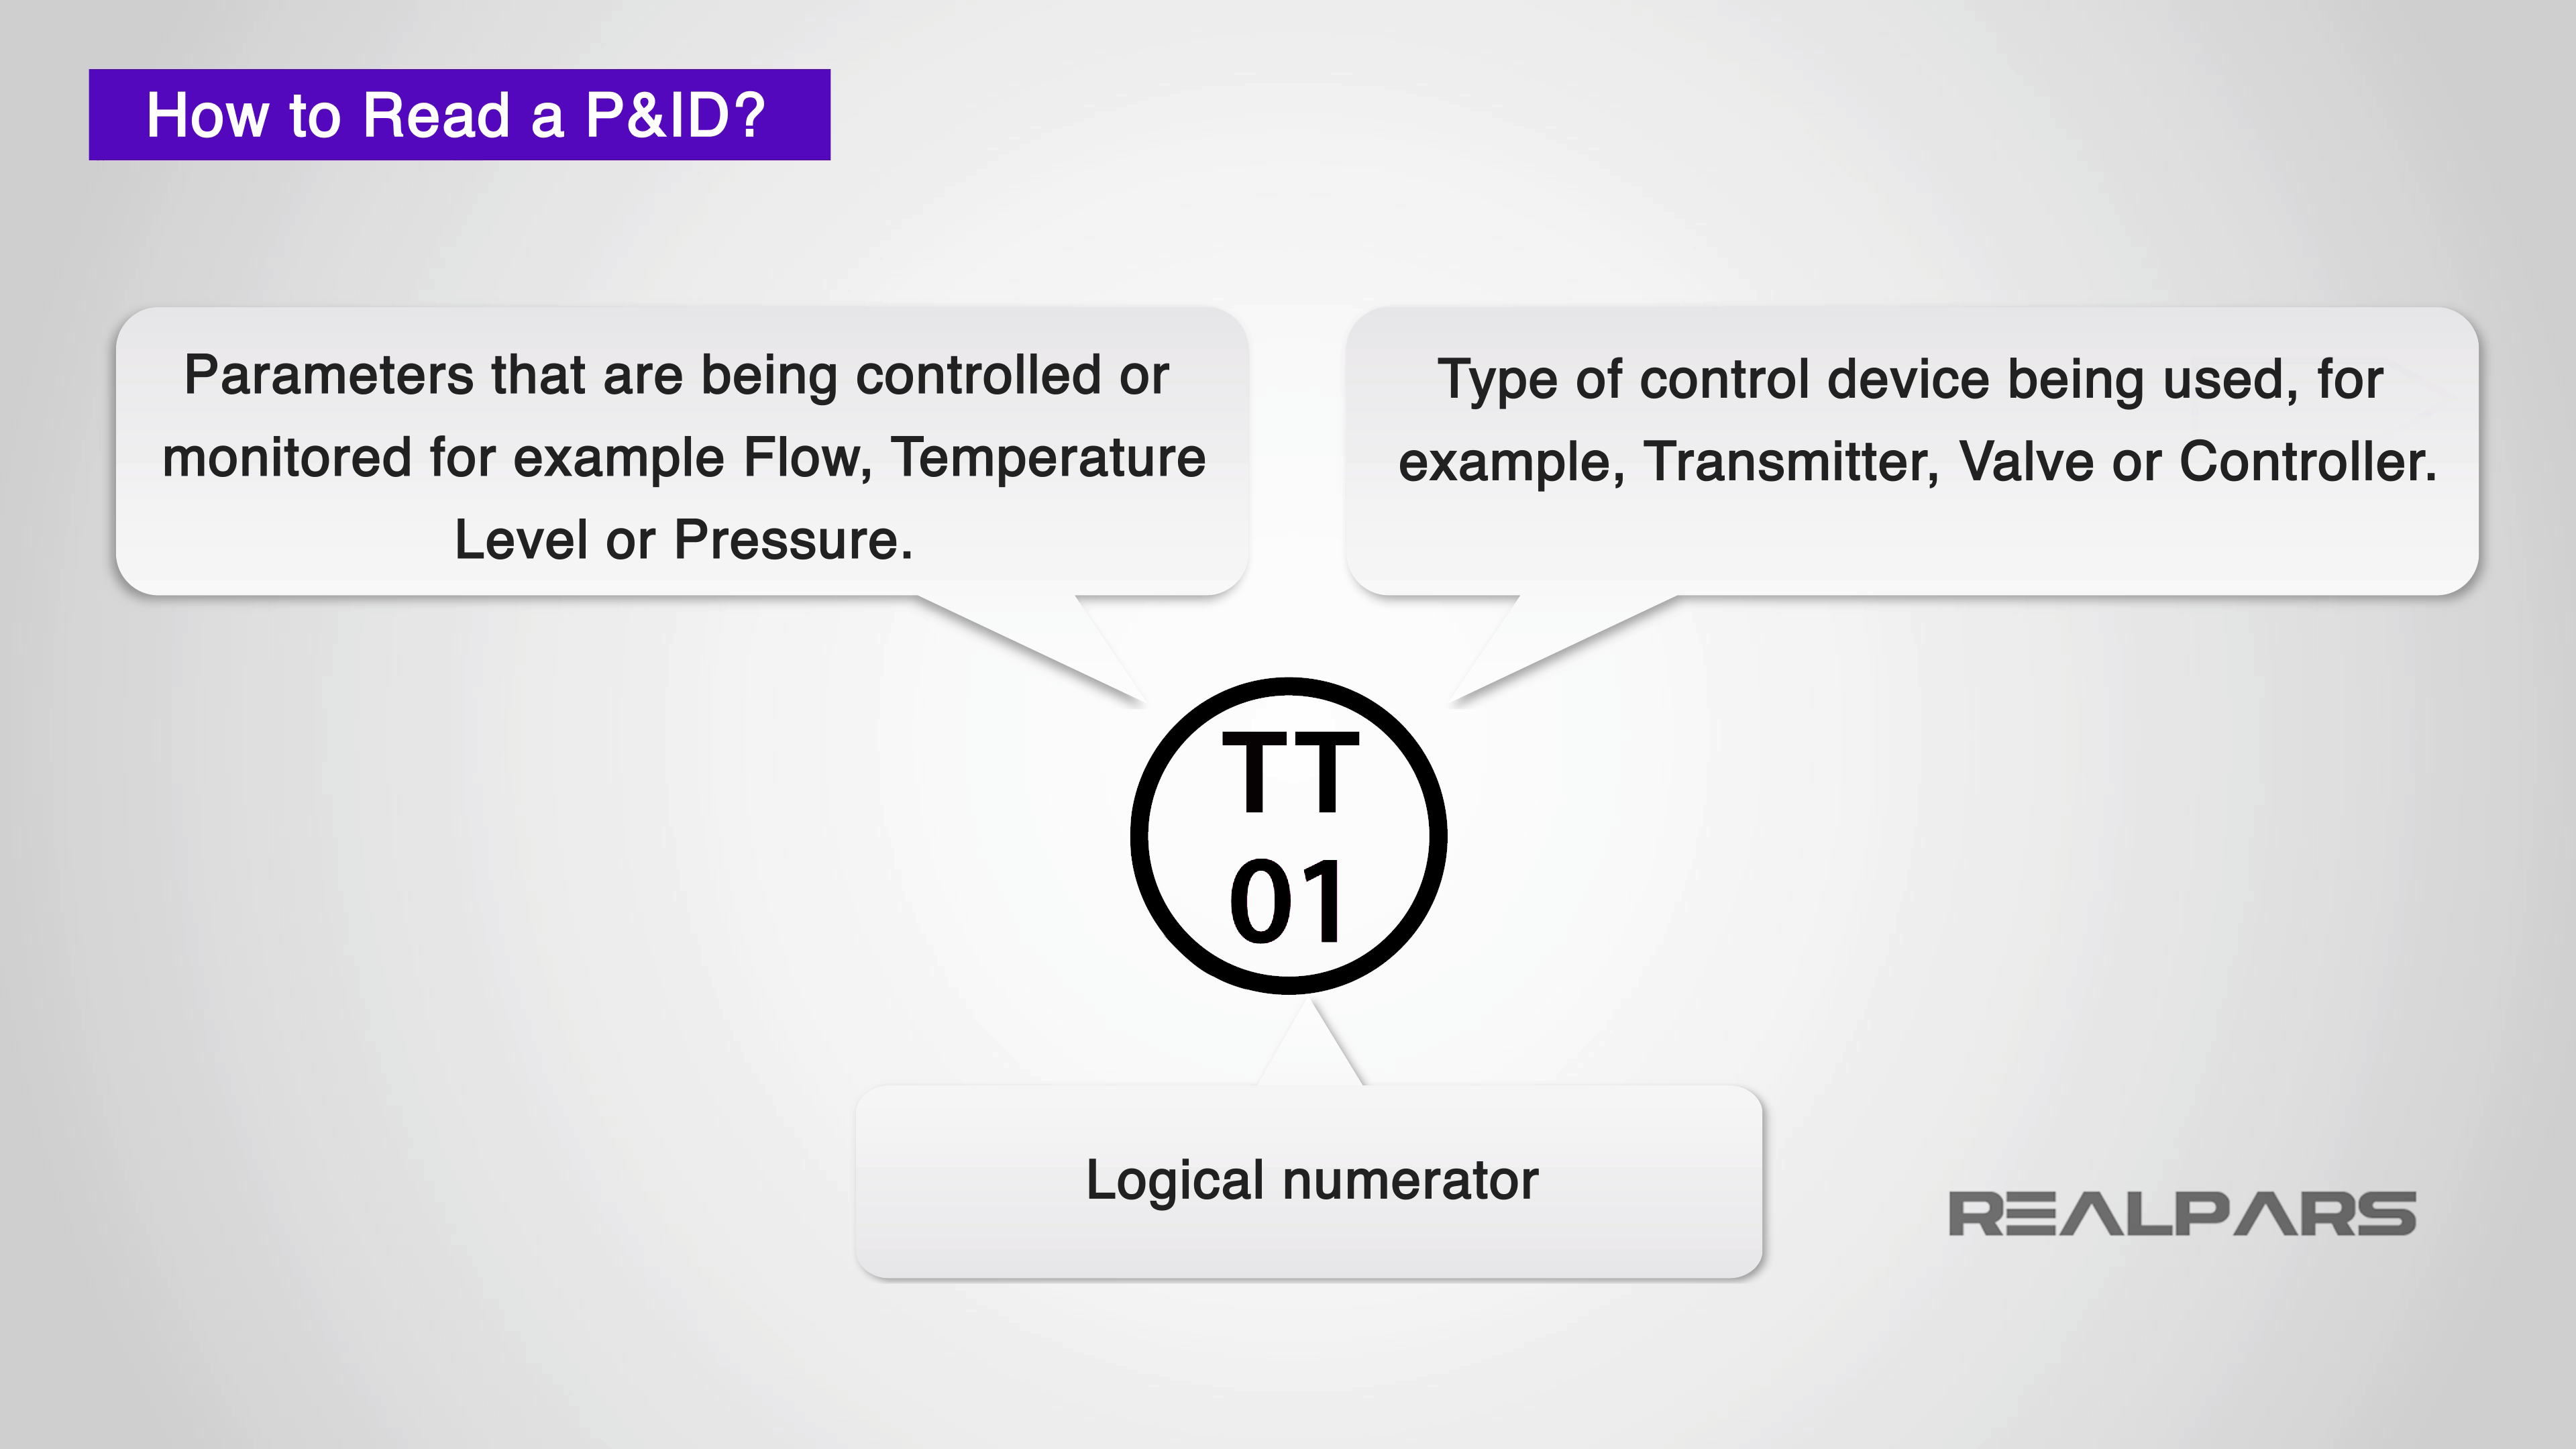 How to Read a P&ID?
Parameters that are being controlled or
monitored for example Flow, Temperature
Level or Pressure.
Type of control device being used, for
example, Transmitter, Valve or Controller.
TT
01
Logical numerator
REALPARS